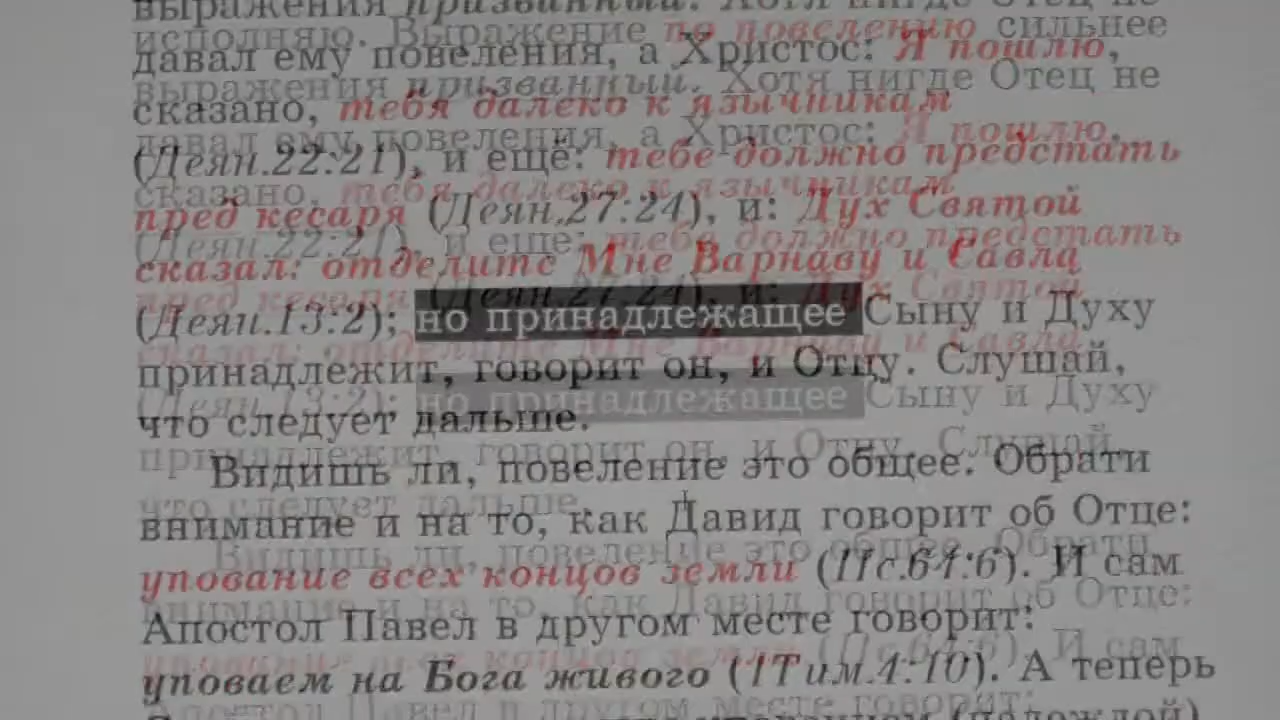 выражения призванный. Хотя нигде Отец не
давал ему повеления, а Христос: Я пошлю,
сказано, тебя далеко к язычникам
(Деян.22:21), и ещё: тебе должно предстать
пред кесаря (Деян.27:24), и: Дух Святой
сказал: отделите Мне Варнаву и Савла
(Деян.13:2); но принадлежащее Сыну и Духу
принадлежит, говорит он, и Отцу. Слушай,
что следует дальше.
Видишь ли, повеление это общее. Обрати
внимание и на то, как Давид говорит об Отце:
упование всех концов земли (Пс.64:6). И сам
Апостол Павел в другом месте говорит:
уповаем на Бога живого (1Тим.4:10). А теперь
(надеждой)